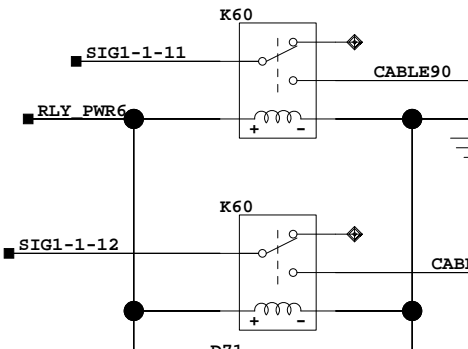 K60
SIG1-1-11
CABLE90
RLY_PWR6
+ -
K60
SIG1-1-12
+ -